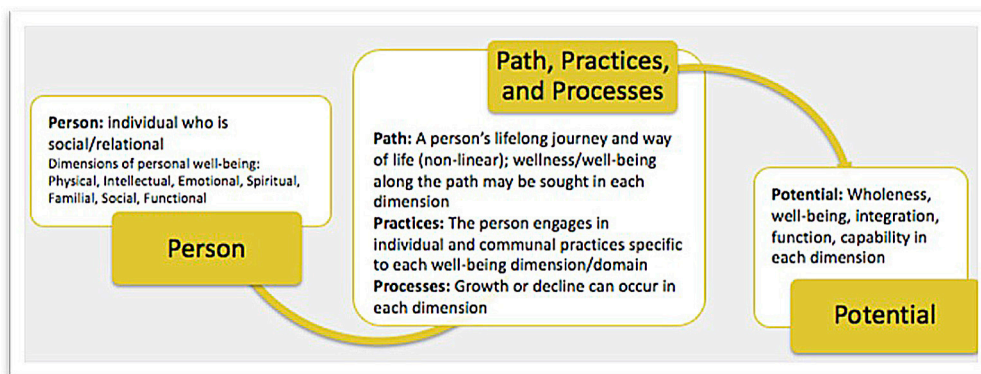 Person: individual who is
social/relational
Dimensions of personal well-being:
Physical, Intellectual, Emotional, Spiritual,
Familial, Social, Functional
Person
Path, Practices,
and Processes
Path: A person's lifelong journey and way
of life (non-linear); wellness/well-being
along the path may be sought in each
dimension
Practices: The person engages in
individual and communal practices specific
to each well-being dimension/domain
Processes: Growth or decline can occur in
each dimension
Potential: Wholeness,
well-being, integration,
function, capability in
each dimension
Potential